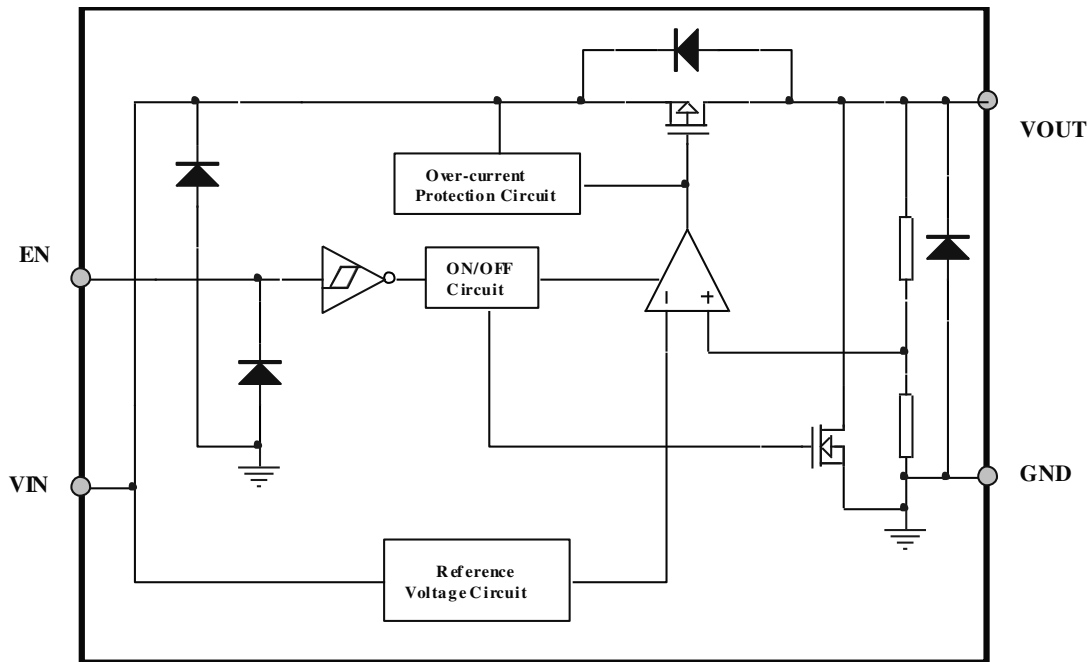 VOUT
Over-current
Protection Circuit
EN
ON/OFF
Circuit
VIN
GND
Reference
Voltage Circuit